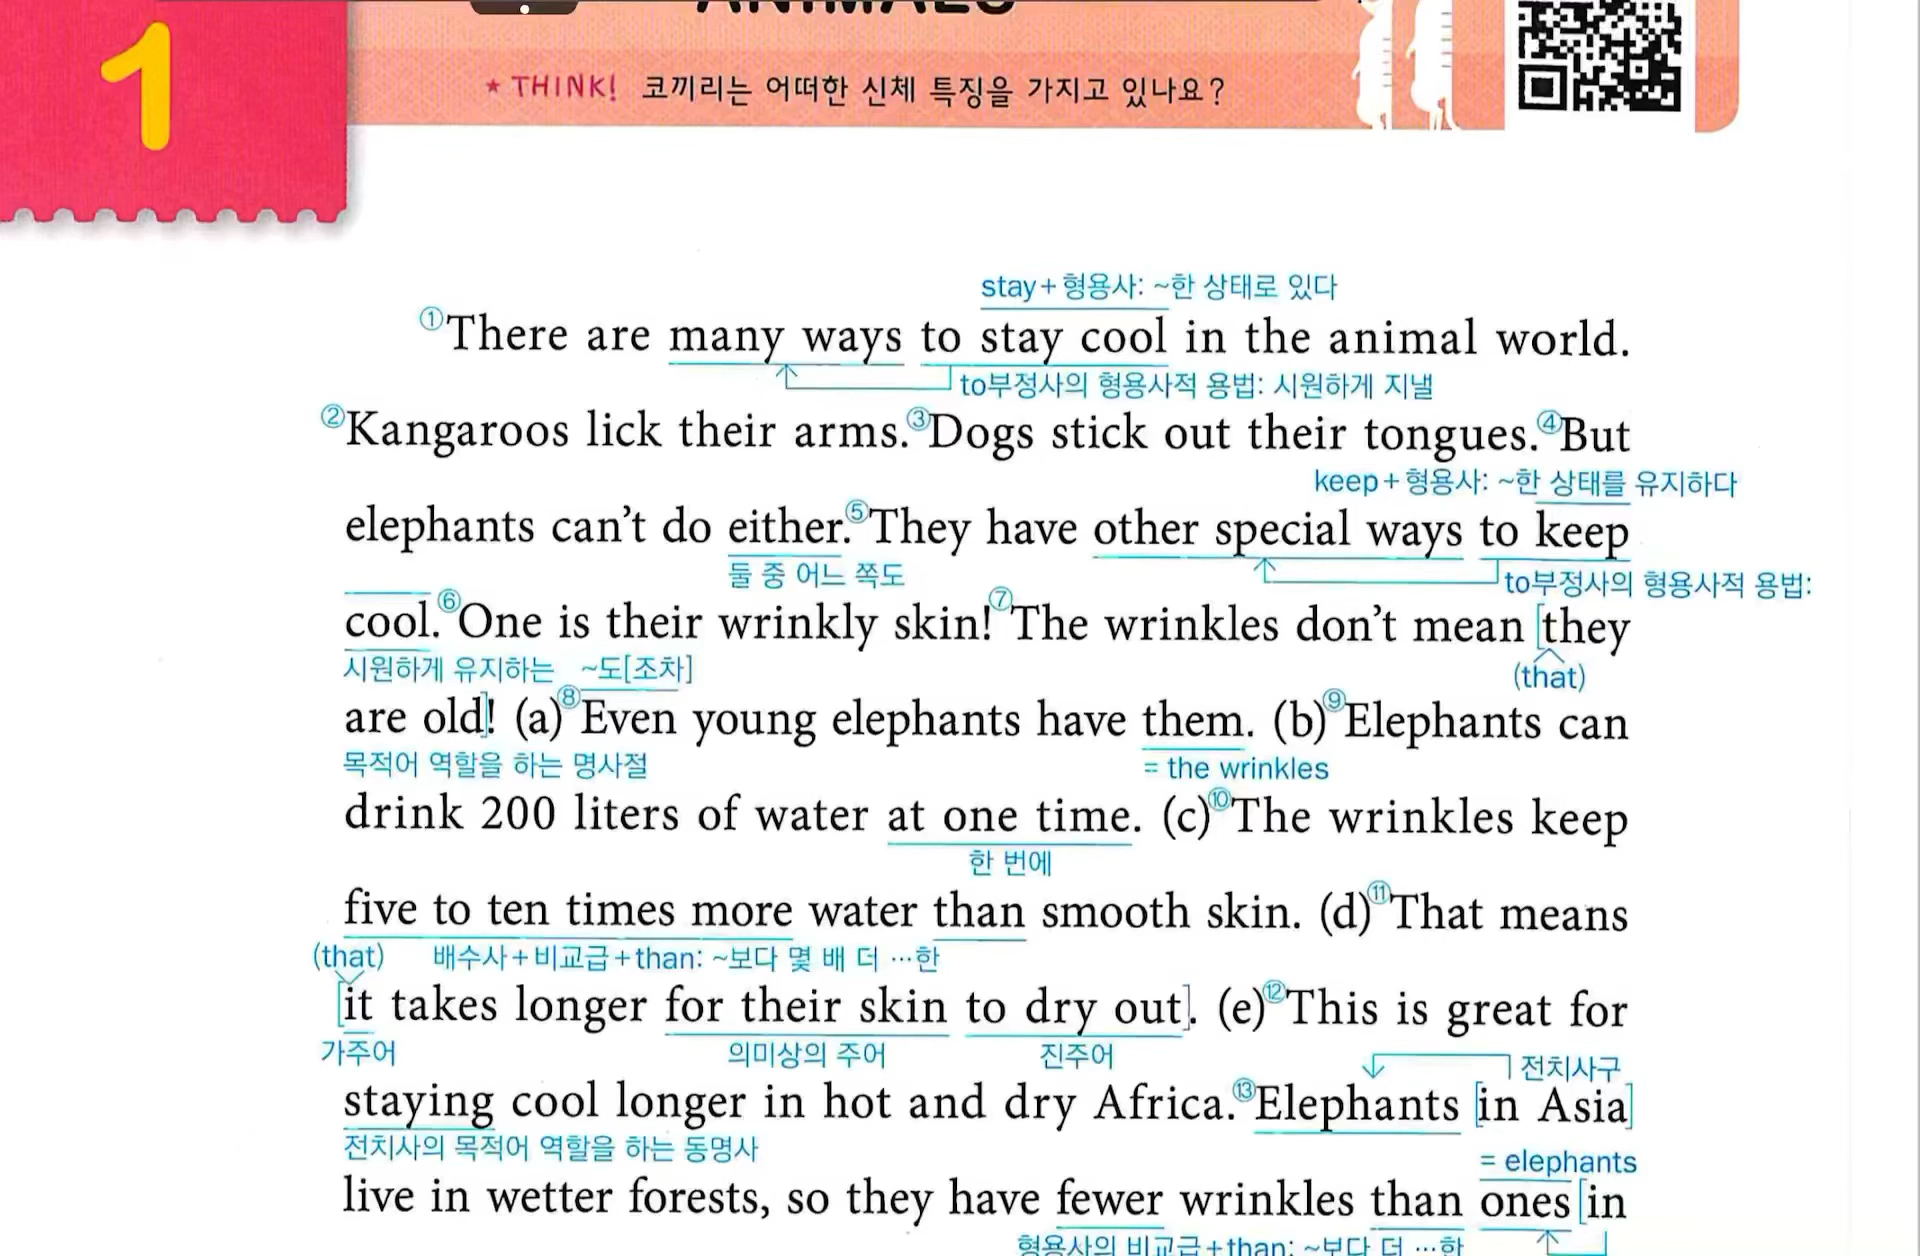 1
ANIMALS
★ THINK! 코끼리는 어떠한 신체 특징을 가지고 있나요?
stay+형용사: ~한 상태로 있다
①There are many ways to stay cool in the animal world.
to부정사의 형용사적 용법: 시원하게 지낼
②Kangaroos lick their arms. ③Dogs stick out their tongues. ④But
keep+형용사: ~한 상태를 유지하다
elephants can't do either. ⑤They have other special ways to keep
둘 중 어느 쪽도 to부정사의 형용사적 용법:
cool. ⑥One is their wrinkly skin! ⑦The wrinkles don't mean [they
시원하게 유지하는 ~도[조차] (that)
are old]! (a) ⑧Even young elephants have them. (b) ⑨Elephants can
목적어 역할을 하는 명사절 = the wrinkles
drink 200 liters of water at one time. (c) ⑩The wrinkles keep
한 번에
five to ten times more water than smooth skin. (d) ⑪That means
(that) 배수사+비교급+than: ~보다 몇 배 더 …한
[it takes longer for their skin to dry out]. (e) ⑫This is great for
가주어 의미상의 주어 진주어 전치사구
staying cool longer in hot and dry Africa. ⑬Elephants [in Asia]
전치사의 목적어 역할을 하는 동명사 = elephants
live in wetter forests, so they have fewer wrinkles than ones [in
형용사의 비교급+than: ~보다 더 …한